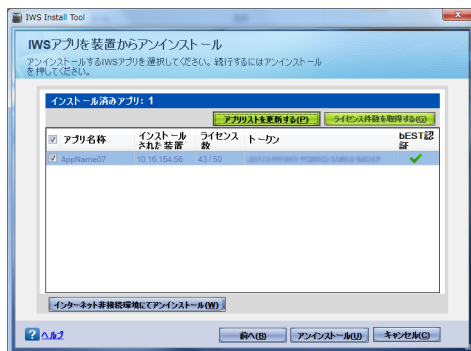 IWS Install Tool
IWSアプリを装置からアンインストール
アンインストールするIWSアプリを選択してください。続行するにはアンインストール
を押してください。
インストール済みアプリ: 1
アプリリストを更新する(P)
ライセンス件数を取得する(G)
アプリ名称
インストール
された装置
ライセンス
数
トークン
bEST認
証
AppName07
10.16.154.56
43 / 50
インターネット非接続環境にてアンインストール(W)
ヘルプ
前へ(B)
アンインストール(U)
キャンセル(C)